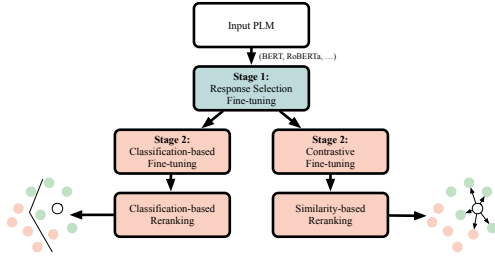 Input PLM
(BERT, RoBERTa, ...)
Stage 1:
Response Selection
Fine-tuning
Stage 2:
Classification-based
Fine-tuning
Stage 2:
Contrastive
Fine-tuning
Classification-based
Reranking
Similarity-based
Reranking